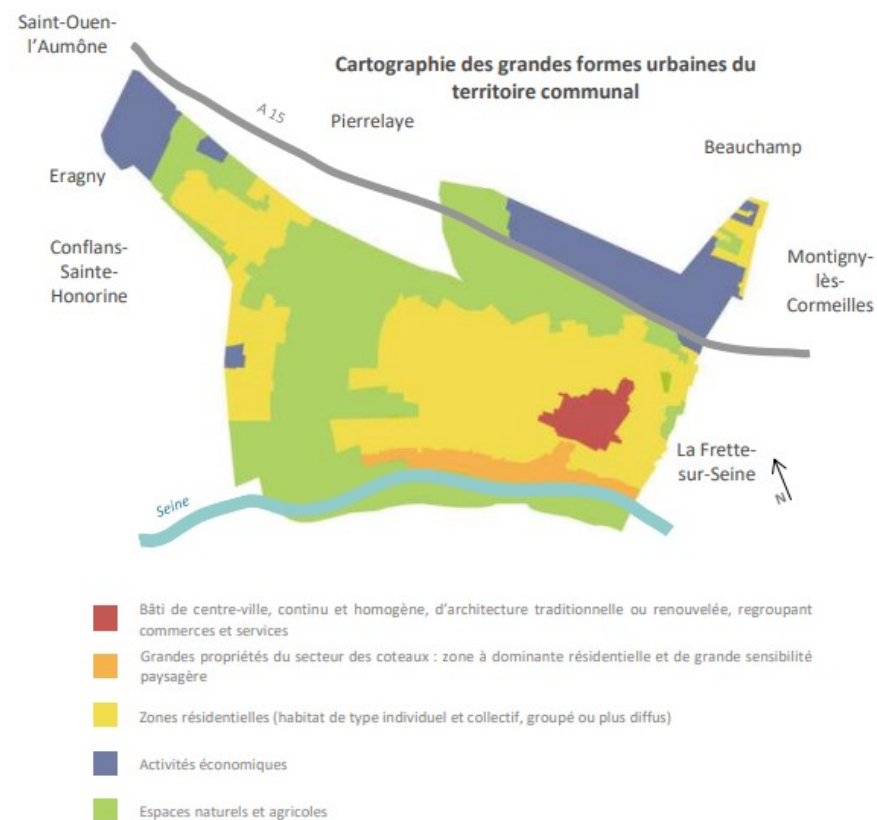 Saint-Ouen-
l'Aumône
Cartographie des grandes formes urbaines du
territoire communal
A 15
Pierrelaye
Beauchamp
Eragny
Conflans-
Sainte-
Honorine
Montigny-
lès-
Cormeilles
La Frette-
sur-Seine
N
Seine
Bâti de centre-ville, continu et homogène, d'architecture traditionnelle ou renouvelée, regroupant
commerces et services
Grandes propriétés du secteur des coteaux : zone à dominante résidentielle et de grande sensibilité
paysagère
Zones résidentielles (habitat de type individuel et collectif, groupé ou plus diffus)
Activités économiques
Espaces naturels et agricoles